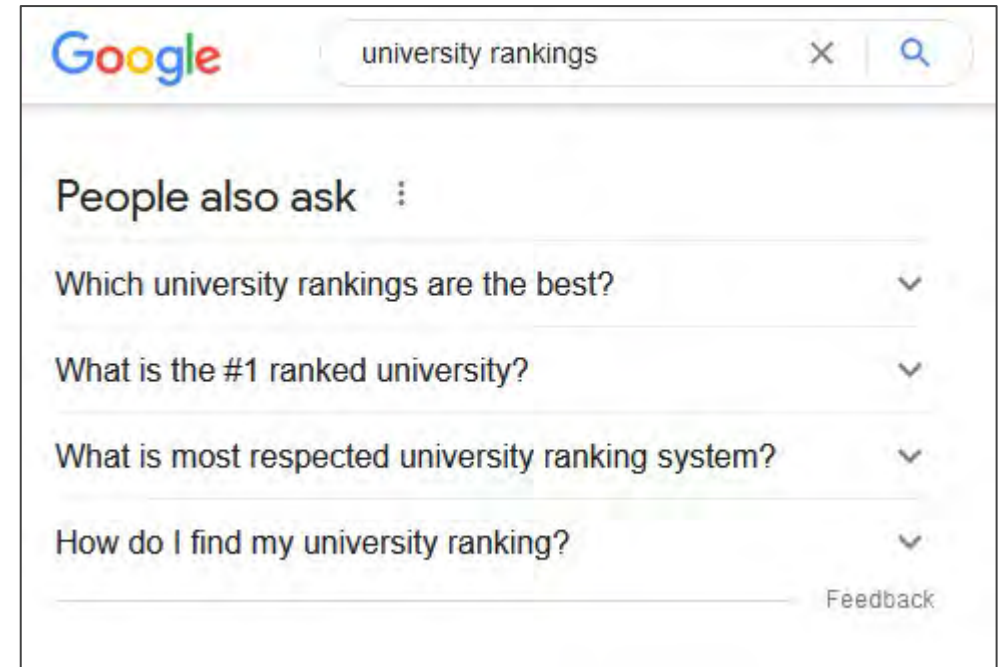 Google
university rankings
People also ask
Which university rankings are the best?
What is the #1 ranked university?
What is most respected university ranking system?
How do I find my university ranking?
Feedback